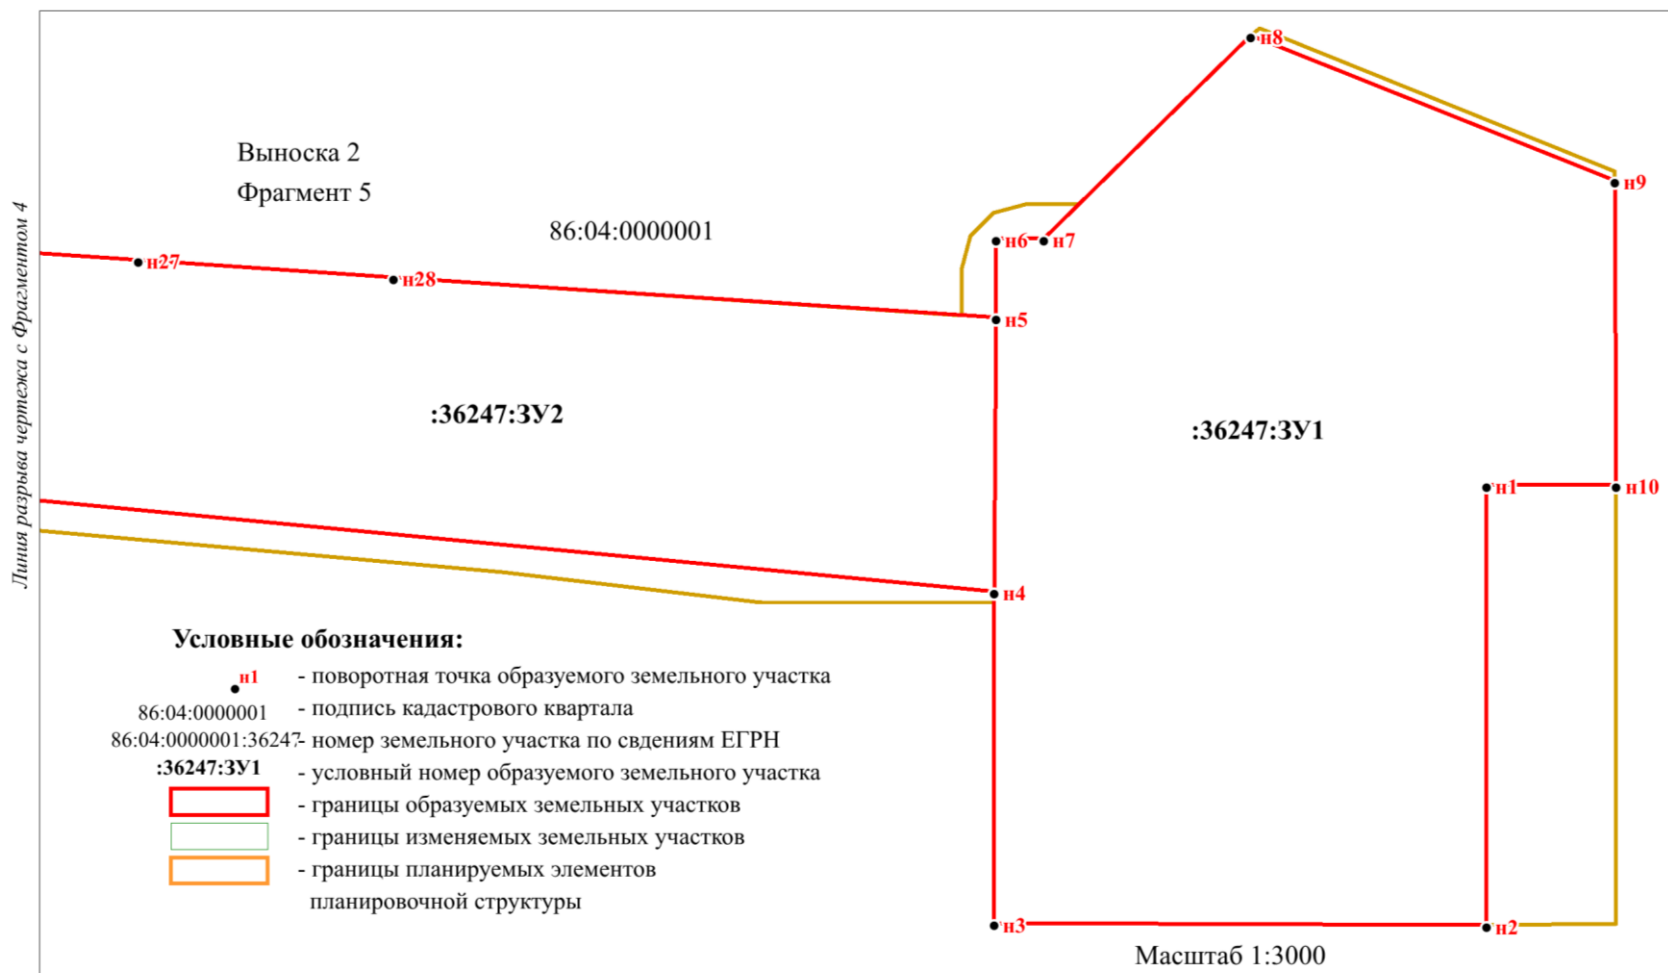 н8
Выноска 2
н9
Фрагмент 5
86:04:0000001
н6
н7
н27
н28
н5
Линия разрыва чертежа с Фрагментом 4
:36247:ЗУ2
:36247:ЗУ1
н1
н10
н4
Условные обозначения:
н1 - поворотная точка образуемого земельного участка
86:04:0000001 - подпись кадастрового квартала
86:04:0000001:36247 - номер земельного участка по свдениям ЕГРН
:36247:ЗУ1 - условный номер образуемого земельного участка
- границы образуемых земельных участков
- границы изменяемых земельных участков
- границы планируемых элементов
планировочной структуры
н3
н2
Масштаб 1:3000